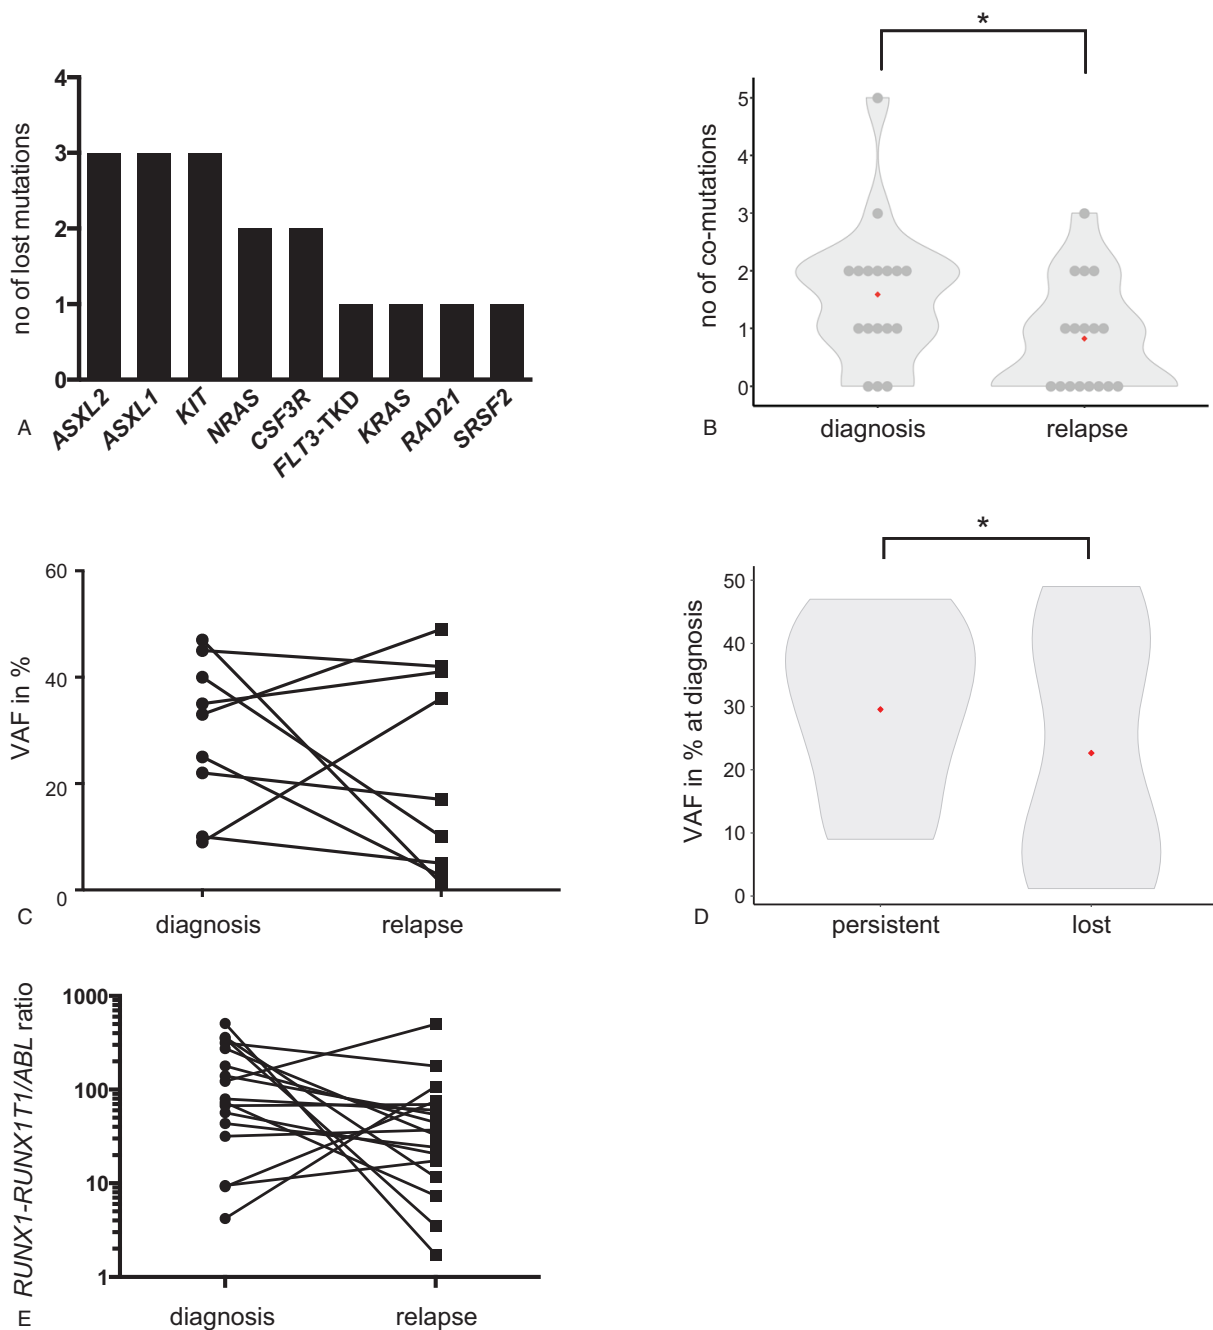 no of lost mutations
4
3
2
1
0
ASXL2
ASXL1
KIT
NRAS
CSF3R
FLT3-TKD
KRAS
RAD21
SRSF2
A
*
no of co-mutations
5
4
3
2
1
0
diagnosis
relapse
B
VAF in %
60
40
20
0
diagnosis
relapse
C
*
VAF in % at diagnosis
50
40
30
20
10
0
persistent
lost
D
RUNX1-RUNX1T1/ABL ratio
1000
100
10
1
diagnosis
relapse
E